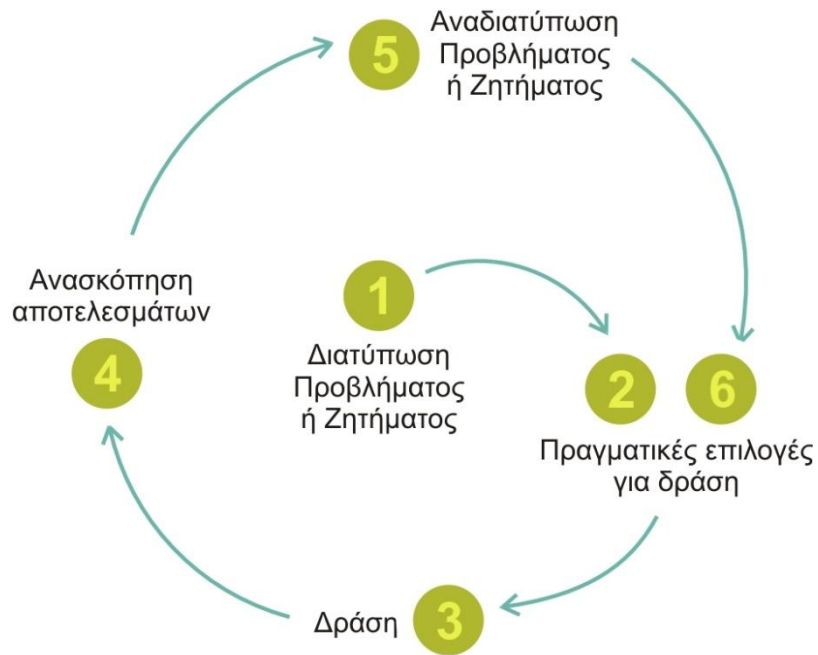 1
Διατύπωση
Προβλήματος
ή Ζητήματος
2 6
Πραγματικές επιλογές
για δράση
Δράση 3
Ανασκόπηση
αποτελεσμάτων
4
5 Αναδιατύπωση
Προβλήματος
ή Ζητήματος